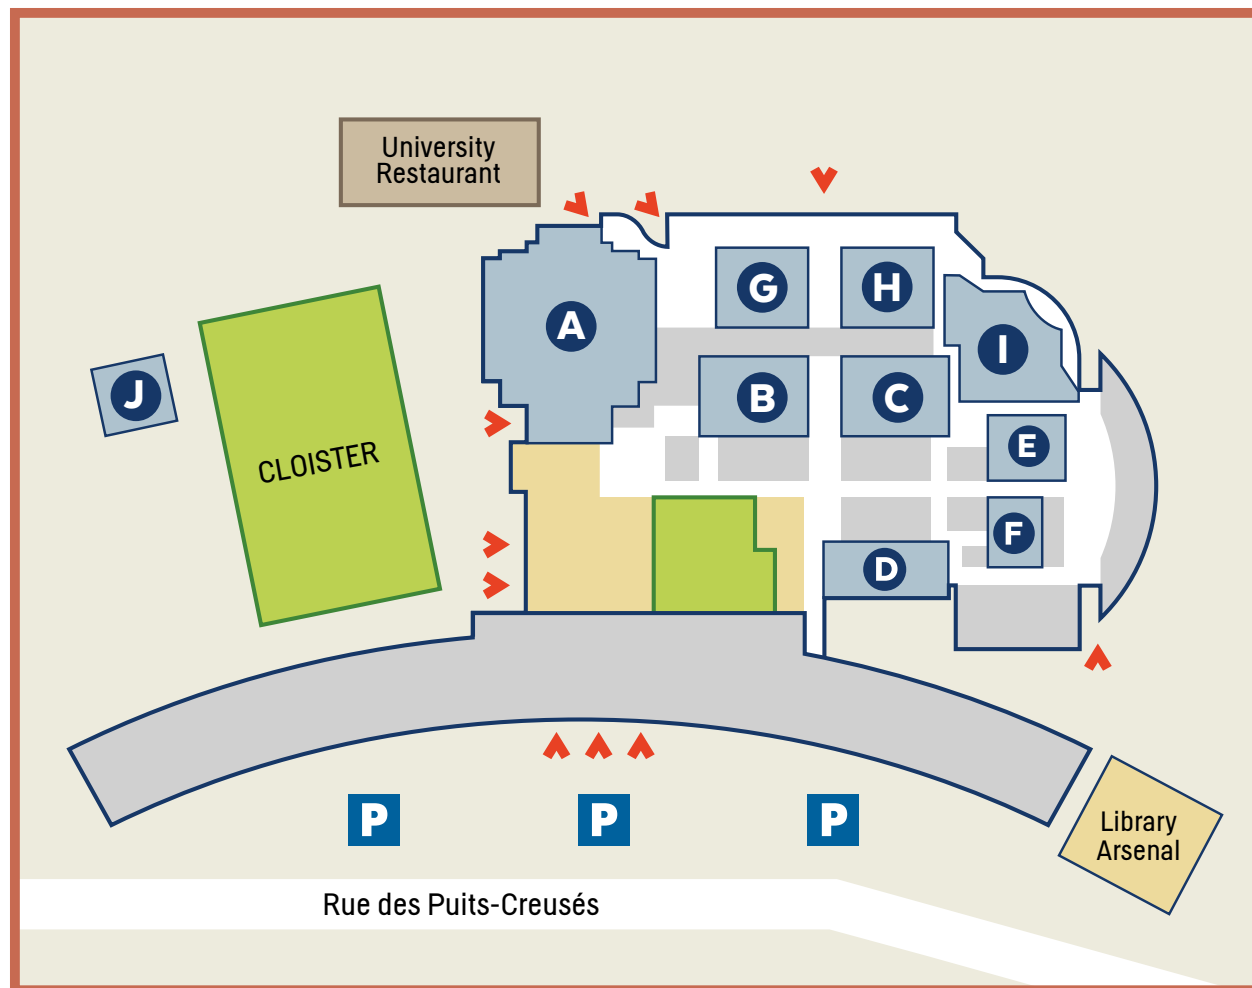 University
Restaurant
G
H
A
I
J
B
C
CLOISTER
E
F
D
P
P
P
Library
Arsenal
Rue des Puits-Creusés